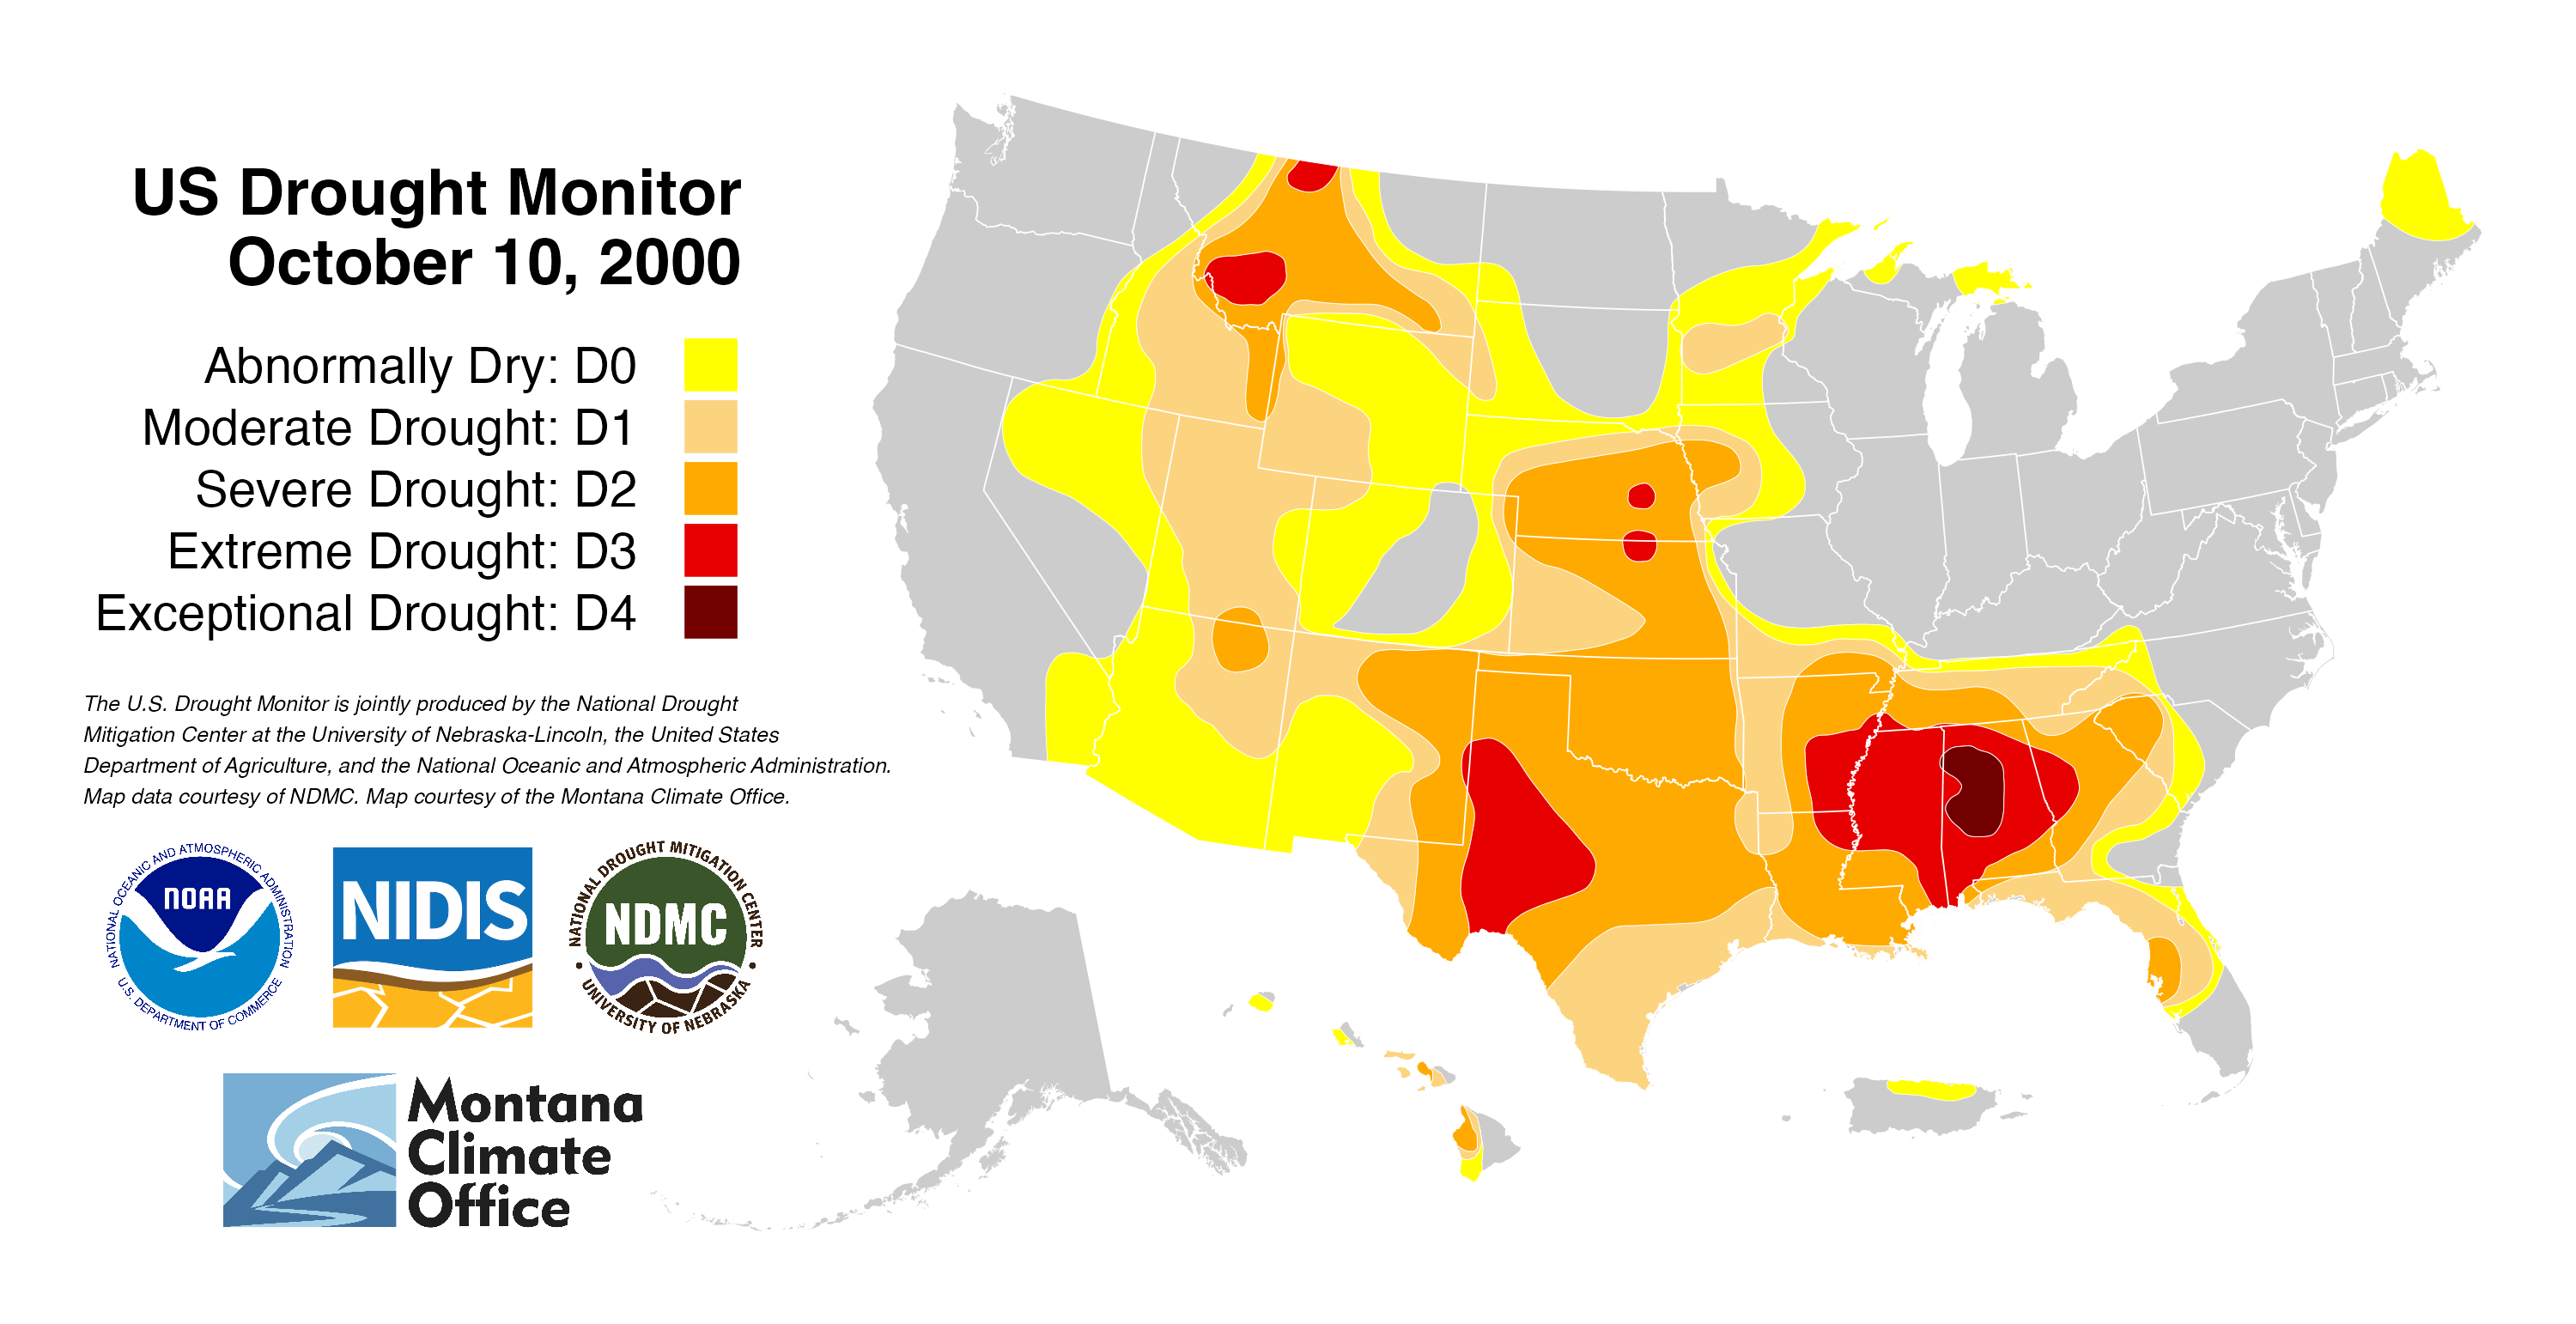 US Drought Monitor
October 10, 2000
Abnormally Dry: D0
Moderate Drought: D1
Severe Drought: D2
Extreme Drought: D3
Exceptional Drought: D4
The U.S. Drought Monitor is jointly produced by the National Drought
Mitigation Center at the University of Nebraska-Lincoln, the United States
Department of Agriculture, and the National Oceanic and Atmospheric Administration.
Map data courtesy of NDMC. Map courtesy of the Montana Climate Office.
NATIONAL OCEANIC AND ATMOSPHERIC ADMINISTRATION
NOAA
U.S. DEPARTMENT OF COMMERCE
NIDIS
NATIONAL DROUGHT MITIGATION CENTER
NDMC
UNIVERSITY OF NEBRASKA
Montana
Climate
Office